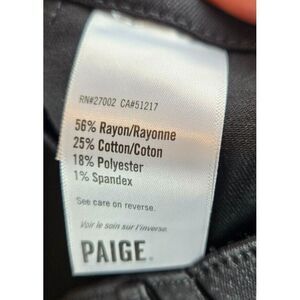 RN#27002 CA#51217
56% Rayon/Rayonne
25% Cotton/Coton
18% Polyester
1% Spandex
See care on reverse.
Voir le soin sur l'inverse.
PAIGE.